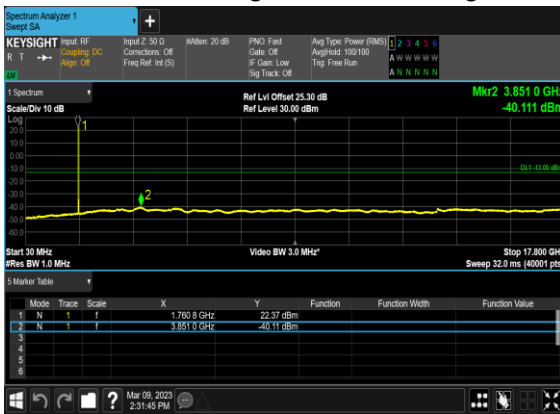 Spectrum Analyzer 1
Swept SA
KEYSIGHT Input: RF Input Z: 50 Ω #Atten: 20 dB PNO: Fast Avg Type: Power (RMS) 1 2 3 4 5 6
R T Coupling: DC Corrections: Off Gate: Off Avg|Hold: 100/100 A W W W W W
Align: Off Freq Ref: Int (S) IF Gain: Low Trig: Free Run
LV Sig Track: Off A N N N N N
1 Spectrum Ref Lvl Offset 25.30 dB Mkr2 3.851 0 GHz
Scale/Div 10 dB Ref Level 30.00 dBm -40.111 dBm
Log
20.0 1
10.0
0.00
-10.0 DL1 -13.00 dBm
-20.0
-30.0
-40.0 2
-50.0
-60.0
Start 30 MHz Video BW 3.0 MHz* Stop 17.800 GH
#Res BW 1.0 MHz Sweep 32.0 ms (40001 pts
5 Marker Table
Mode Trace Scale X Y Function Function Width Function Value
1 N 1 f 1.760 8 GHz 22.37 dBm
2 N 1 f 3.851 0 GHz -40.11 dBm
3
4
5
6
? Mar 09, 2023
2:31:45 PM